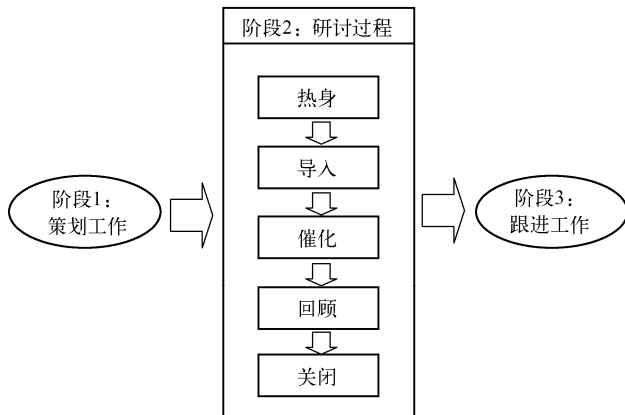 阶段2：研讨过程
热身
导入
阶段1：
策划工作
催化
阶段3：
跟进工作
回顾
关闭